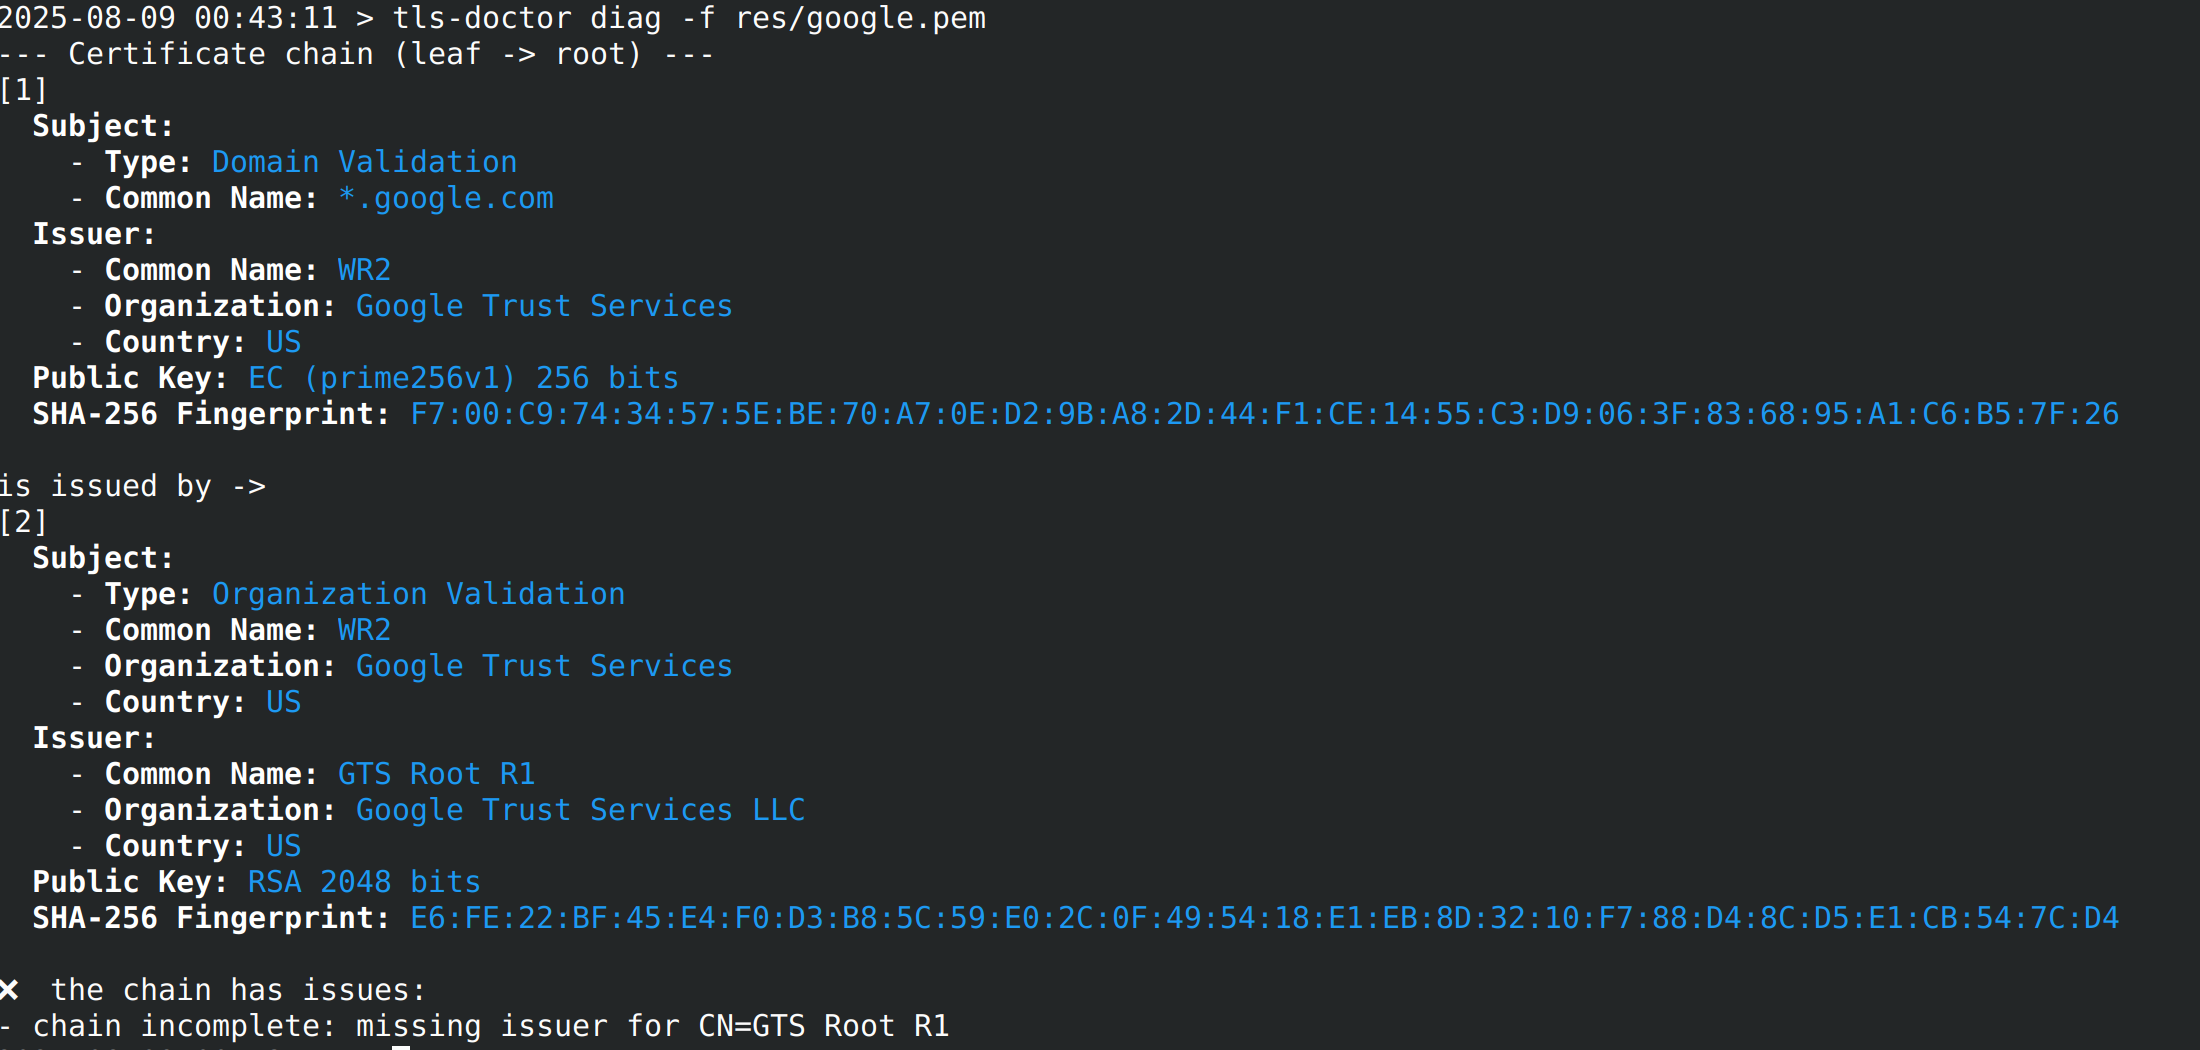 2025-08-09 00:43:11 > tls-doctor diag -f res/google.pem
--- Certificate chain (leaf -> root) ---
[1]
Subject:
- Type: Domain Validation
- Common Name: *.google.com
Issuer:
- Common Name: WR2
- Organization: Google Trust Services
- Country: US
Public Key: EC (prime256v1) 256 bits
SHA-256 Fingerprint: F7:00:C9:74:34:57:5E:BE:70:A7:0E:D2:9B:A8:2D:44:F1:CE:14:55:C3:D9:06:3F:83:68:95:A1:C6:B5:7F:26
is issued by ->
[2]
Subject:
- Type: Organization Validation
- Common Name: WR2
- Organization: Google Trust Services
- Country: US
Issuer:
- Common Name: GTS Root R1
- Organization: Google Trust Services LLC
- Country: US
Public Key: RSA 2048 bits
SHA-256 Fingerprint: E6:FE:22:BF:45:E4:F0:D3:B8:5C:59:E0:2C:0F:49:54:18:E1:EB:8D:32:10:F7:88:D4:8C:D5:E1:CB:54:7C:D4
❌ the chain has issues:
- chain incomplete: missing issuer for CN=GTS Root R1